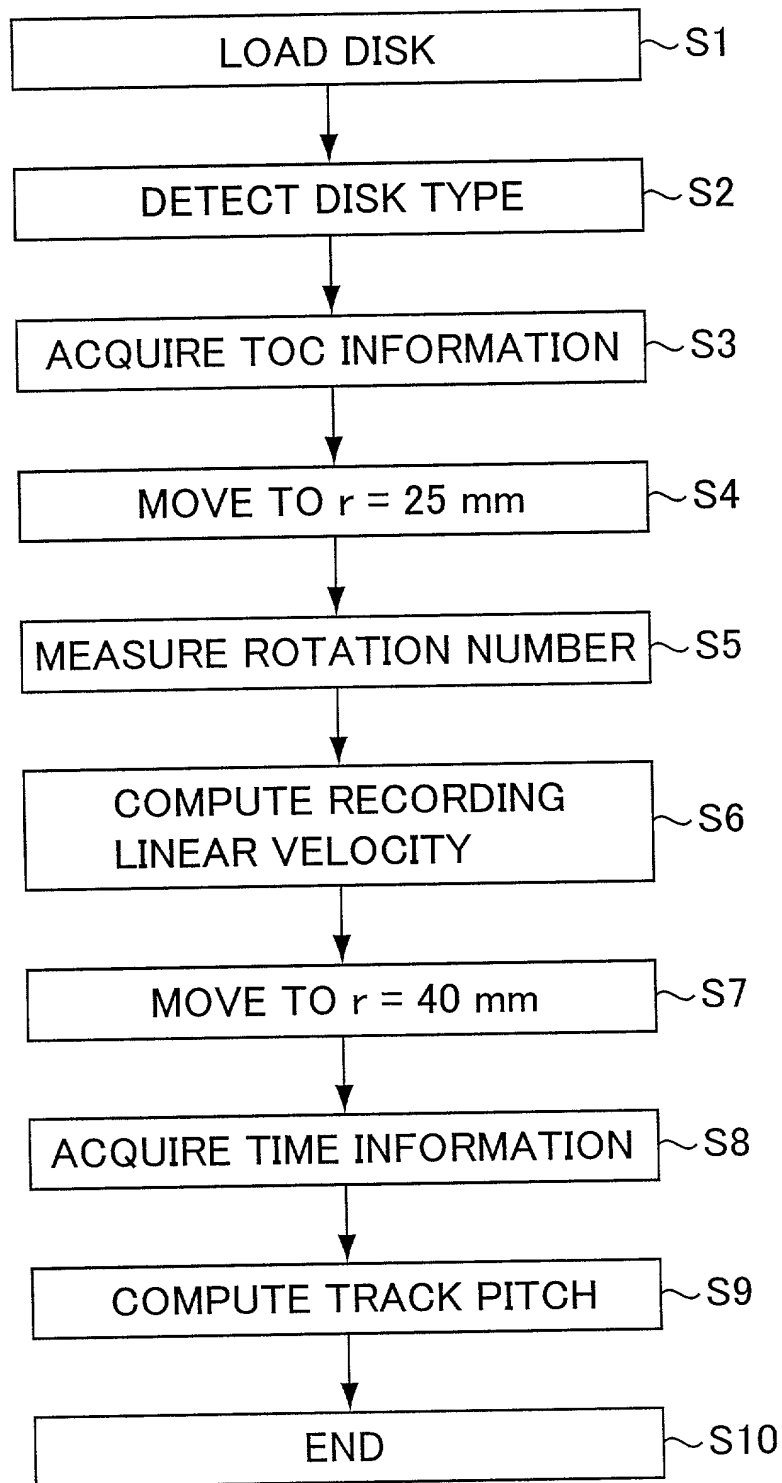 LOAD DISK ~S1
DETECT DISK TYPE ~S2
ACQUIRE TOC INFORMATION ~S3
MOVE TO r = 25 mm ~S4
MEASURE ROTATION NUMBER ~S5
COMPUTE RECORDING
LINEAR VELOCITY ~S6
MOVE TO r = 40 mm ~S7
ACQUIRE TIME INFORMATION ~S8
COMPUTE TRACK PITCH ~S9
END ~S10